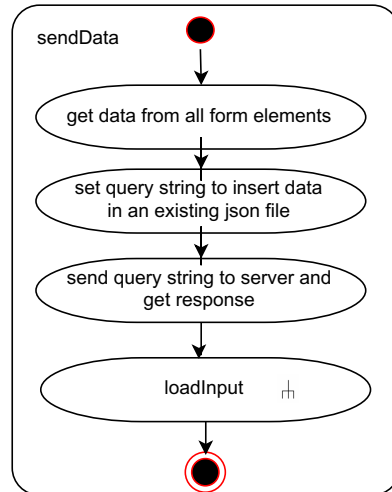 sendData
get data from all form elements
set query string to insert data
in an existing json file
send query string to server and
get response
loadInput